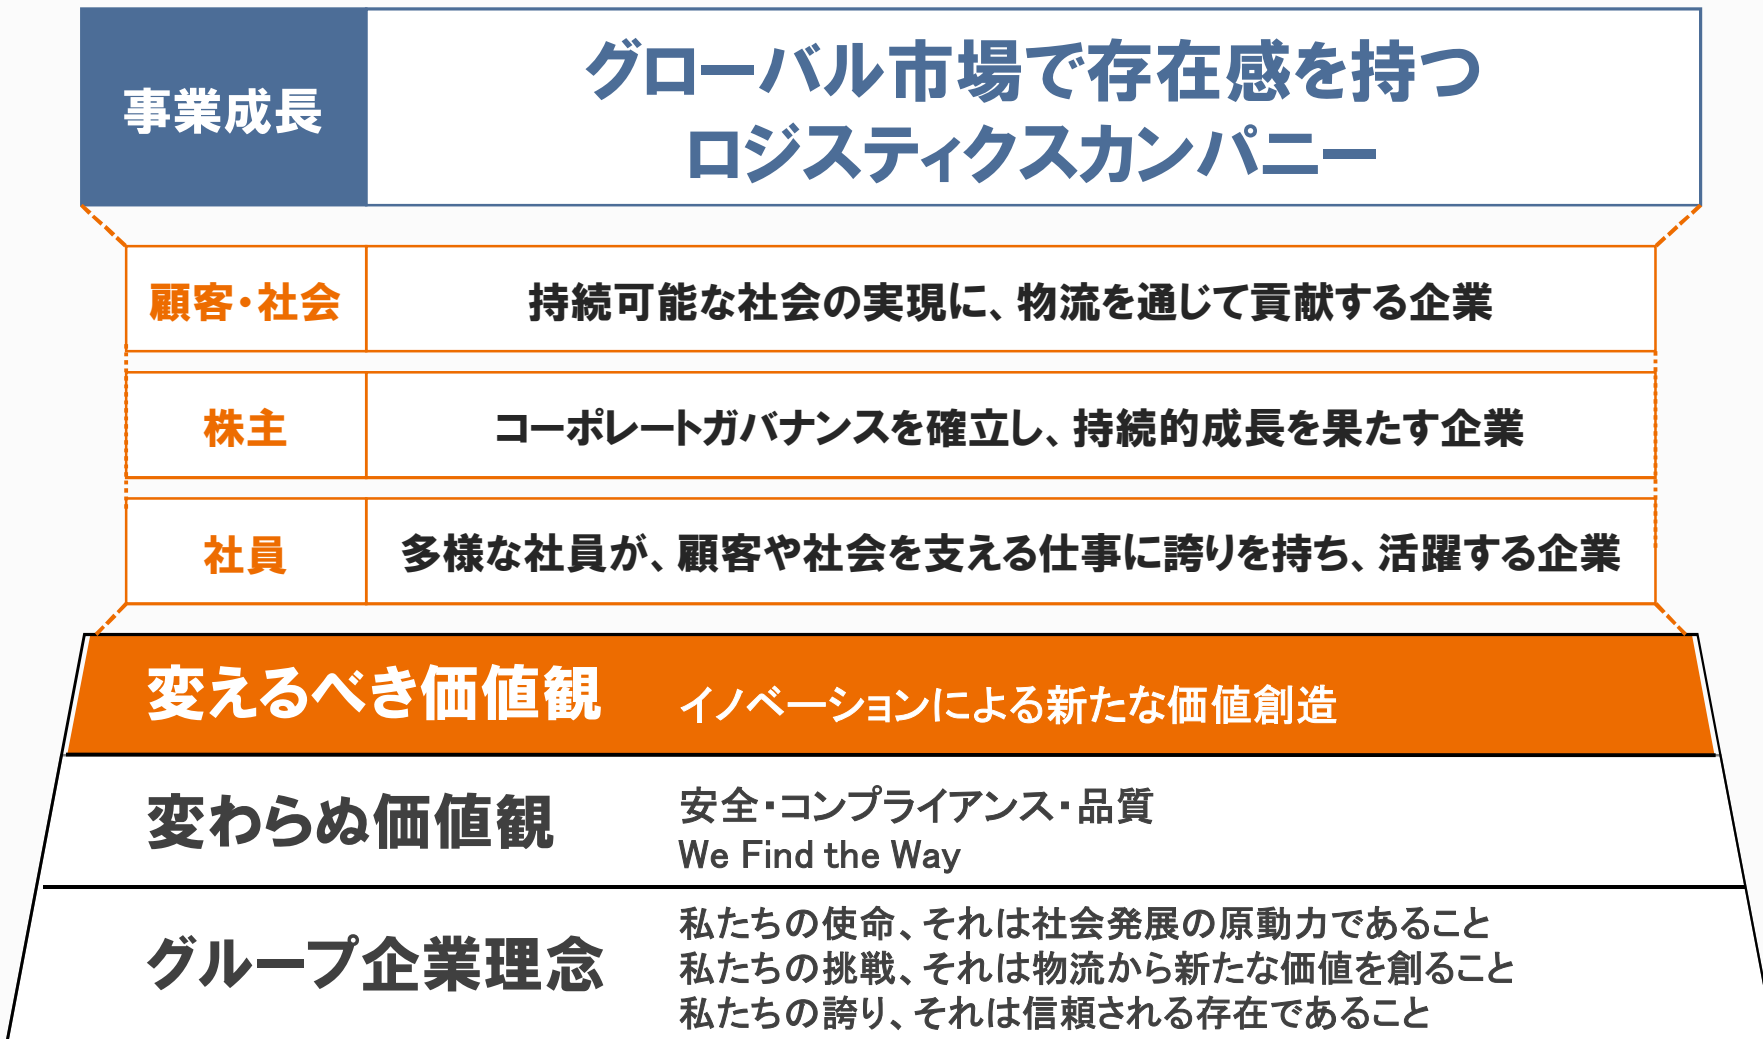 事業成長
グローバル市場で存在感を持つ
ロジスティクスカンパニー
顧客・社会
持続可能な社会の実現に、物流を通じて貢献する企業
株主
コーポレートガバナンスを確立し、持続的成長を果たす企業
社員
多様な社員が、顧客や社会を支える仕事に誇りを持ち、活躍する企業
変えるべき価値観
イノベーションによる新たな価値創造
変わらぬ価値観
安全・コンプライアンス・品質
We Find the Way
グループ企業理念
私たちの使命、それは社会発展の原動力であること
私たちの挑戦、それは物流から新たな価値を創ること
私たちの誇り、それは信頼される存在であること